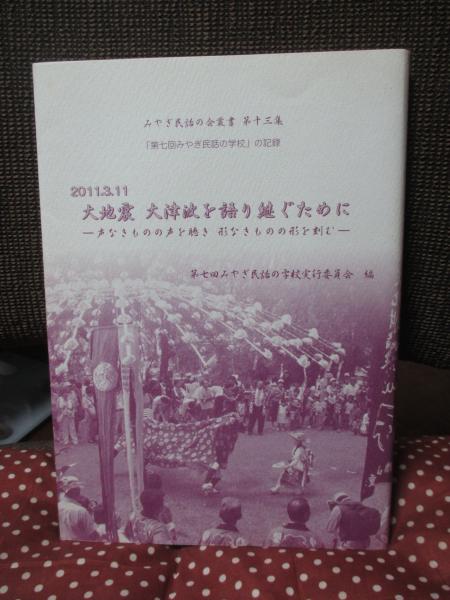 みやぎ民話の会叢書 第十三集
「第七回みやぎ民話の学校」の記録
2011.3.11
大地震 大津波を語り継ぐために
―声なきものの声を聴き 形なきものの形を刻む―
第七回みやぎ民話の学校実行委員会 編